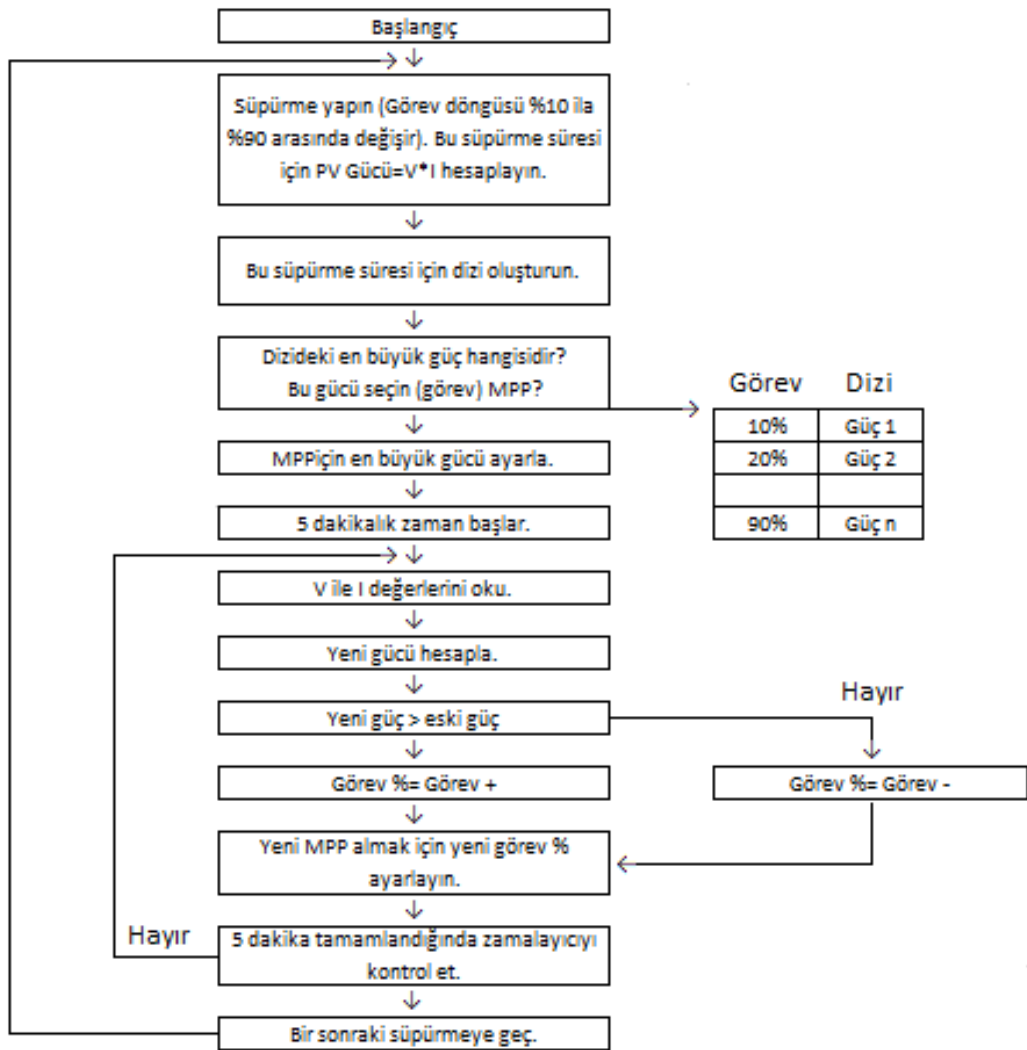 Başlangıç
Süpürme yapın (Görev döngüsü %10 ila
%90 arasında değişir). Bu süpürme süresi
için PV Gücü=V*I hesaplayın.
Bu süpürme süresi için dizi oluşturun.
Dizideki en büyük güç hangisidir?
Bu gücü seçin (görev) MPP?
Görev Dizi
10% Güç 1
20% Güç 2
90% Güç n
MPPiçin en büyük gücü ayarla.
5 dakikalık zaman başlar.
V ile I değerlerini oku.
Yeni gücü hesapla.
Yeni güç > eski güç
Hayır
Görev %= Görev +
Görev %= Görev -
Yeni MPP almak için yeni görev %
ayarlayın.
Hayır
5 dakika tamamlandığında zamalayıcıyı
kontrol et.
Bir sonraki süpürmeye geç.